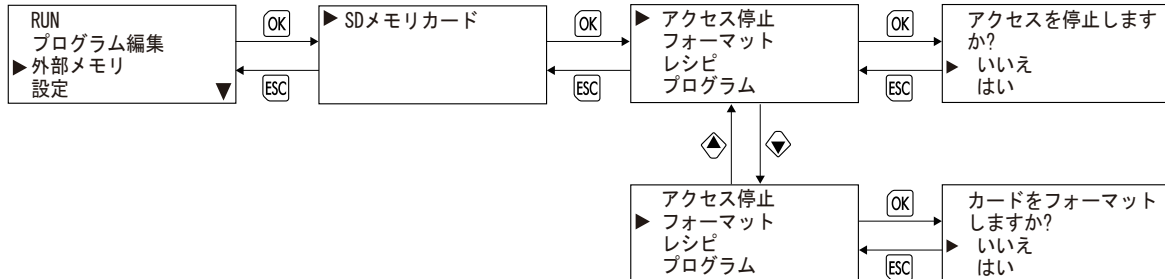 RUN
プログラム編集
▶外部メモリ
設定 ▼
OK
ESC
▶ SDメモリカード
OK
ESC
▶ アクセス停止
フォーマット
レシピ
プログラム
OK
ESC
アクセスを停止します
か?
▶ いいえ
はい
アクセス停止
▶ フォーマット
レシピ
プログラム
OK
ESC
カードをフォーマット
しますか?
▶ いいえ
はい